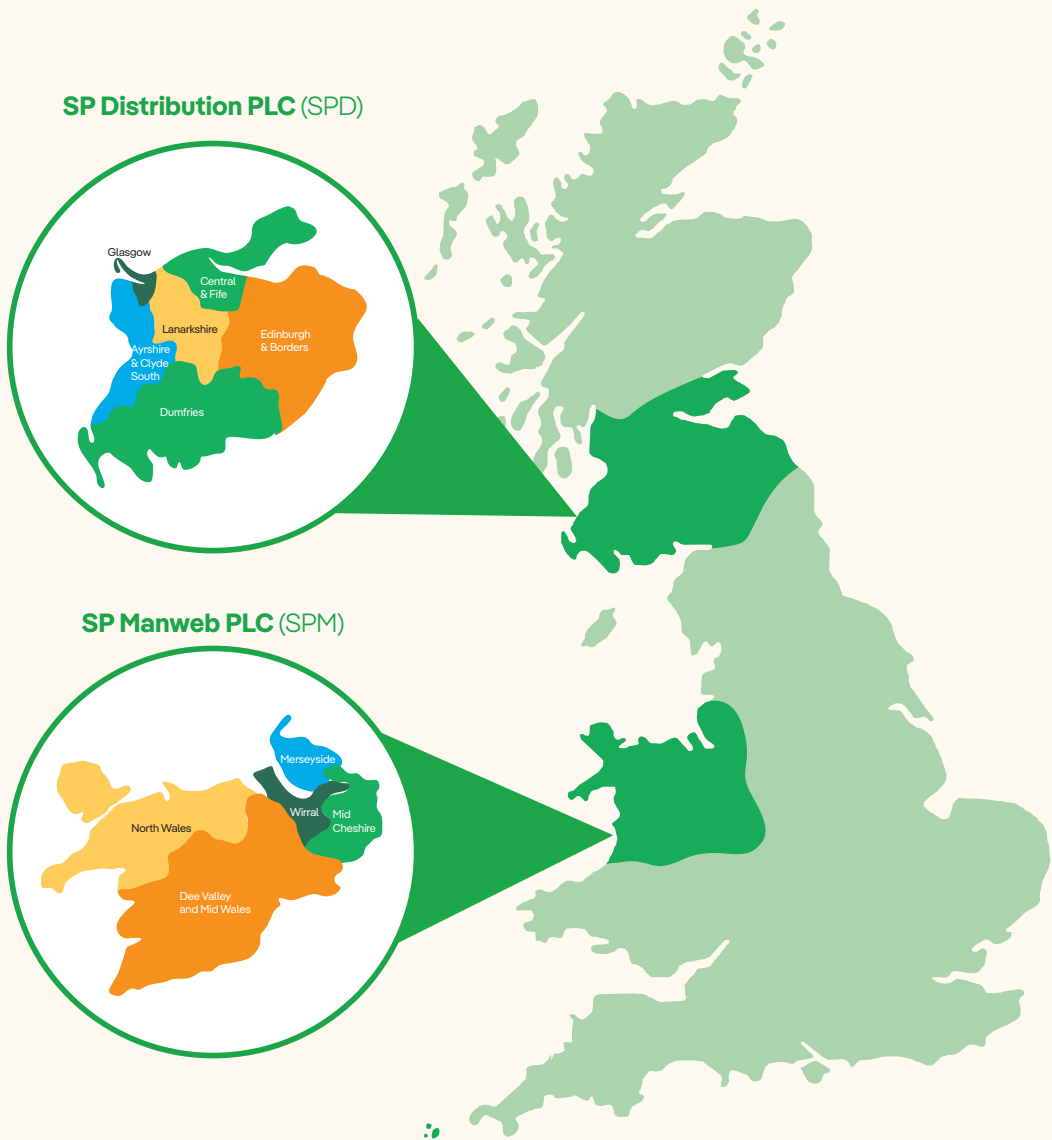 SP Distribution PLC (SPD)
Glasgow
Central
& Fife
Lanarkshire
Edinburgh
& Borders
Ayrshire
& Clyde
South
Dumfries
SP Manweb PLC (SPM)
Merseyside
Wirral
Mid
Cheshire
North Wales
Dee Valley
and Mid Wales